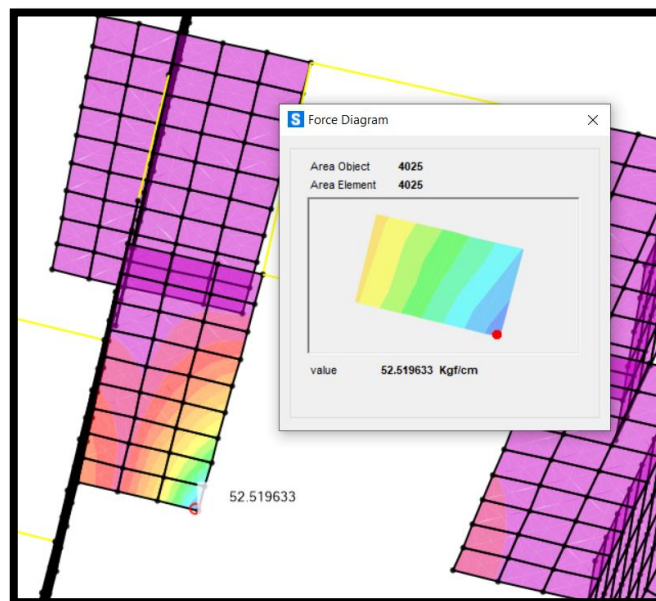 S Force Diagram
Area Object 4025
Area Element 4025
value 52.519633 Kgf/cm
52.519633